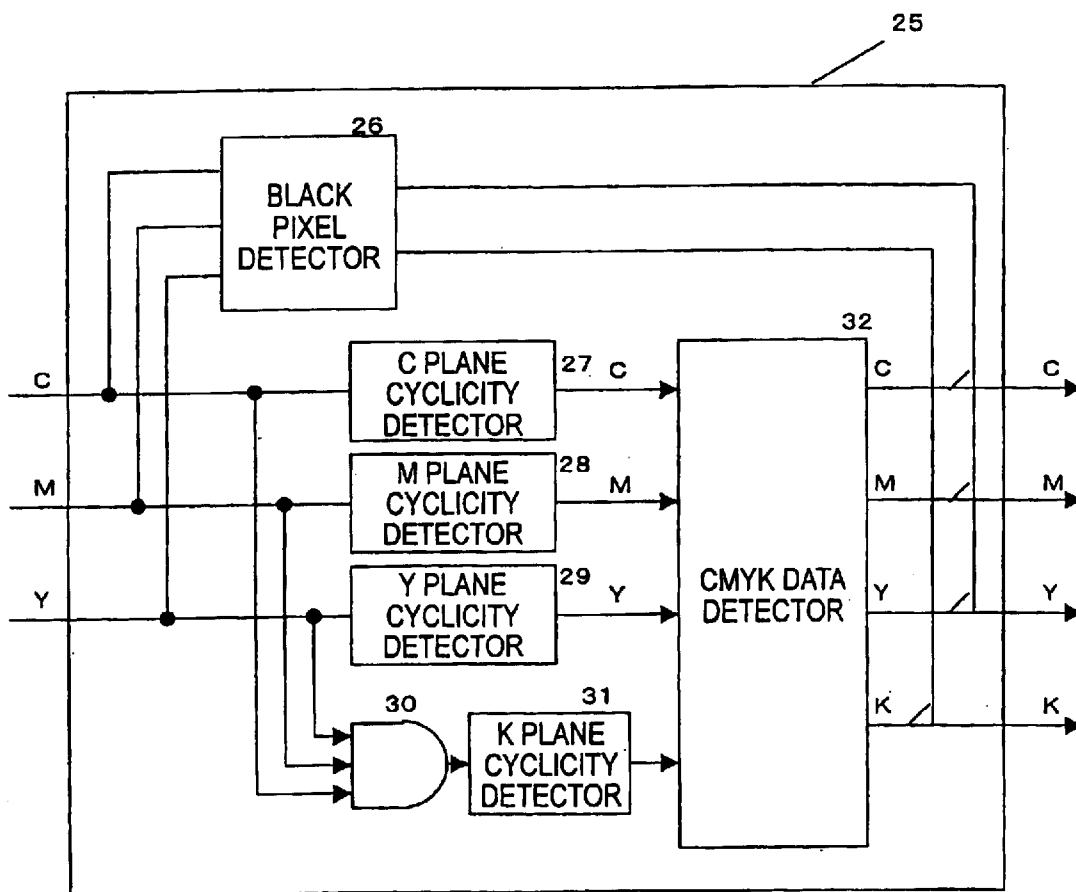 25
26
BLACK
PIXEL
DETECTOR
32
C
C PLANE
CYCLICITY
DETECTOR
27
C
C
C
M
M PLANE
CYCLICITY
DETECTOR
28
M
M
M
CMYK DATA
DETECTOR
Y
Y PLANE
CYCLICITY
DETECTOR
29
Y
Y
Y
30
31
K PLANE
CYCLICITY
DETECTOR
K
K